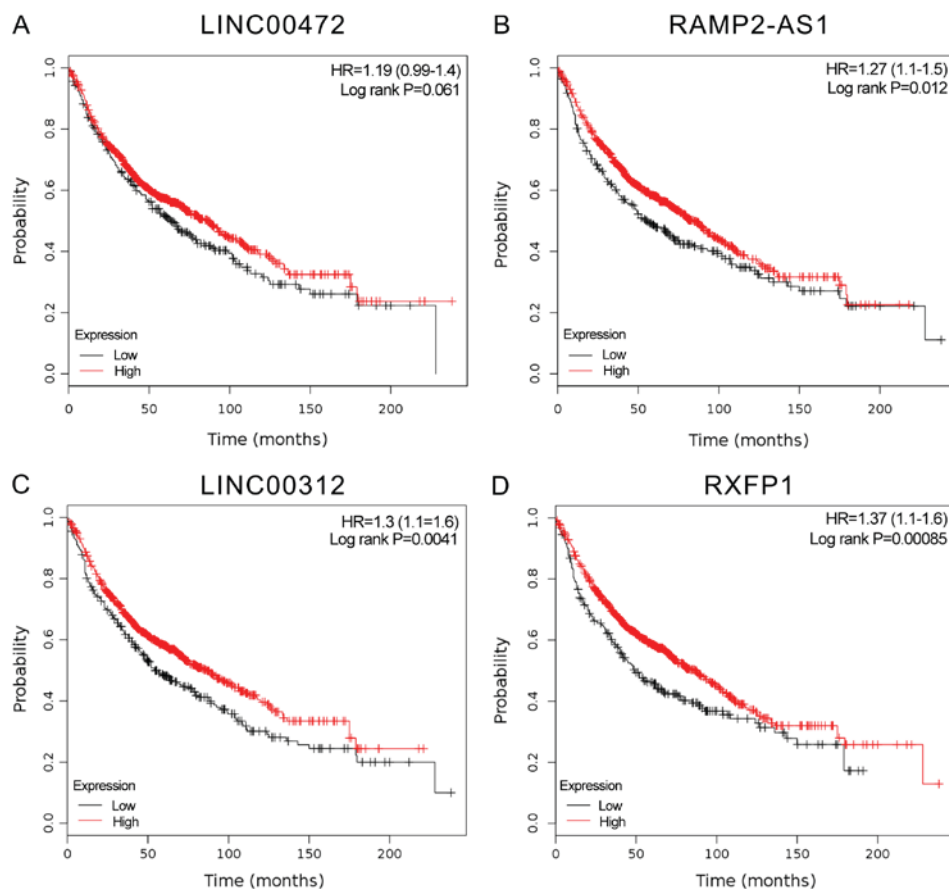 A
LINC00472
HR=1.19 (0.99-1.4)
Log rank P=0.061
Probability
1.0
0.8
0.6
0.4
0.2
0.0
Expression
Low
High
0 50 100 150 200
Time (months)
B
RAMP2-AS1
HR=1.27 (1.1-1.5)
Log rank P=0.012
Probability
1.0
0.8
0.6
0.4
0.2
0.0
Expression
Low
High
0 50 100 150 200
Time (months)
C
LINC00312
HR=1.3 (1.1=1.6)
Log rank P=0.0041
Probability
1.0
0.8
0.6
0.4
0.2
0.0
Expression
Low
High
0 50 100 150 200
Time (months)
D
RXFP1
HR=1.37 (1.1-1.6)
Log rank P=0.00085
Probability
1.0
0.8
0.6
0.4
0.2
0.0
Expression
Low
High
0 50 100 150 200
Time (months)